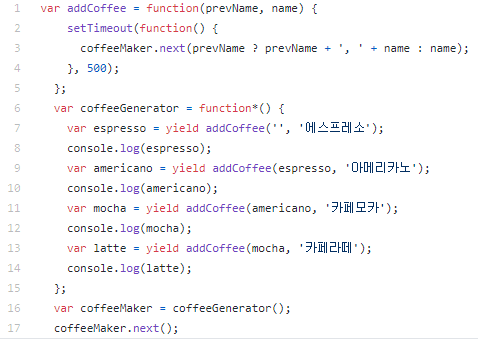 1 var addCoffee = function(prevName, name) {
2 setTimeout(function() {
3 coffeeMaker.next(prevName ? prevName + ', ' + name : name);
4 }, 500);
5 };
6 var coffeeGenerator = function*() {
7 var espresso = yield addCoffee('', '에스프레소');
8 console.log(espresso);
9 var americano = yield addCoffee(espresso, '아메리카노');
10 console.log(americano);
11 var mocha = yield addCoffee(americano, '카페모카');
12 console.log(mocha);
13 var latte = yield addCoffee(mocha, '카페라떼');
14 console.log(latte);
15 };
16 var coffeeMaker = coffeeGenerator();
17 coffeeMaker.next();